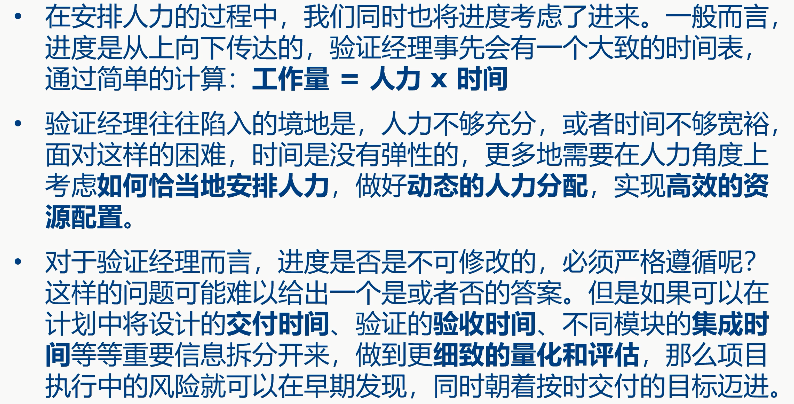 • 在安排人力的过程中，我们同时也将进度考虑了进来。一般而言，
进度是从上向下传达的，验证经理事先会有一个大致的时间表，
通过简单的计算：工作量 = 人力 x 时间
• 验证经理往往陷入的境地是，人力不够充分，或者时间不够宽裕，
面对这样的困难，时间是没有弹性的，更多地需要在人力角度上
考虑如何恰当地安排人力，做好动态的人力分配，实现高效的资
源配置。
• 对于验证经理而言，进度是否是不可修改的，必须严格遵循呢？
这样的问题可能难以给出一个是或者否的答案。但是如果可以在
计划中将设计的交付时间、验证的验收时间、不同模块的集成时
间等等重要信息拆分开来，做到更细致的量化和评估，那么项目
执行中的风险就可以在早期发现，同时朝着按时交付的目标迈进。